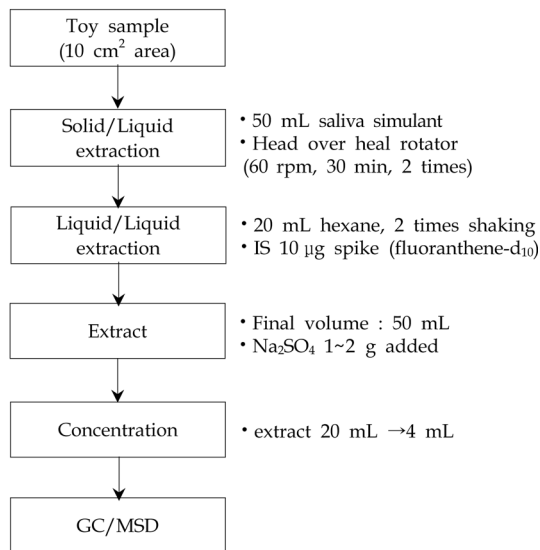 Toy sample
(10 cm² area)
Solid/Liquid
extraction
• 50 mL saliva simulant
• Head over heal rotator
(60 rpm, 30 min, 2 times)
Liquid/Liquid
extraction
• 20 mL hexane, 2 times shaking
• IS 10 μg spike (fluoranthene-d₁₀)
Extract
• Final volume : 50 mL
• Na₂SO₄ 1~2 g added
Concentration
• extract 20 mL →4 mL
GC/MSD